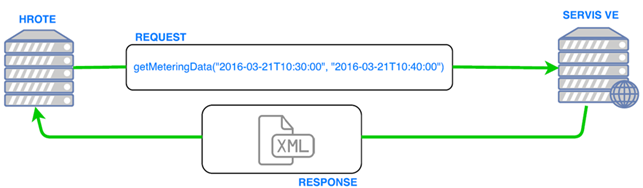 HROTE
SERVIS VE
REQUEST
getMeteringData("2016-03-21T10:30:00", "2016-03-21T10:40:00")
XML
RESPONSE